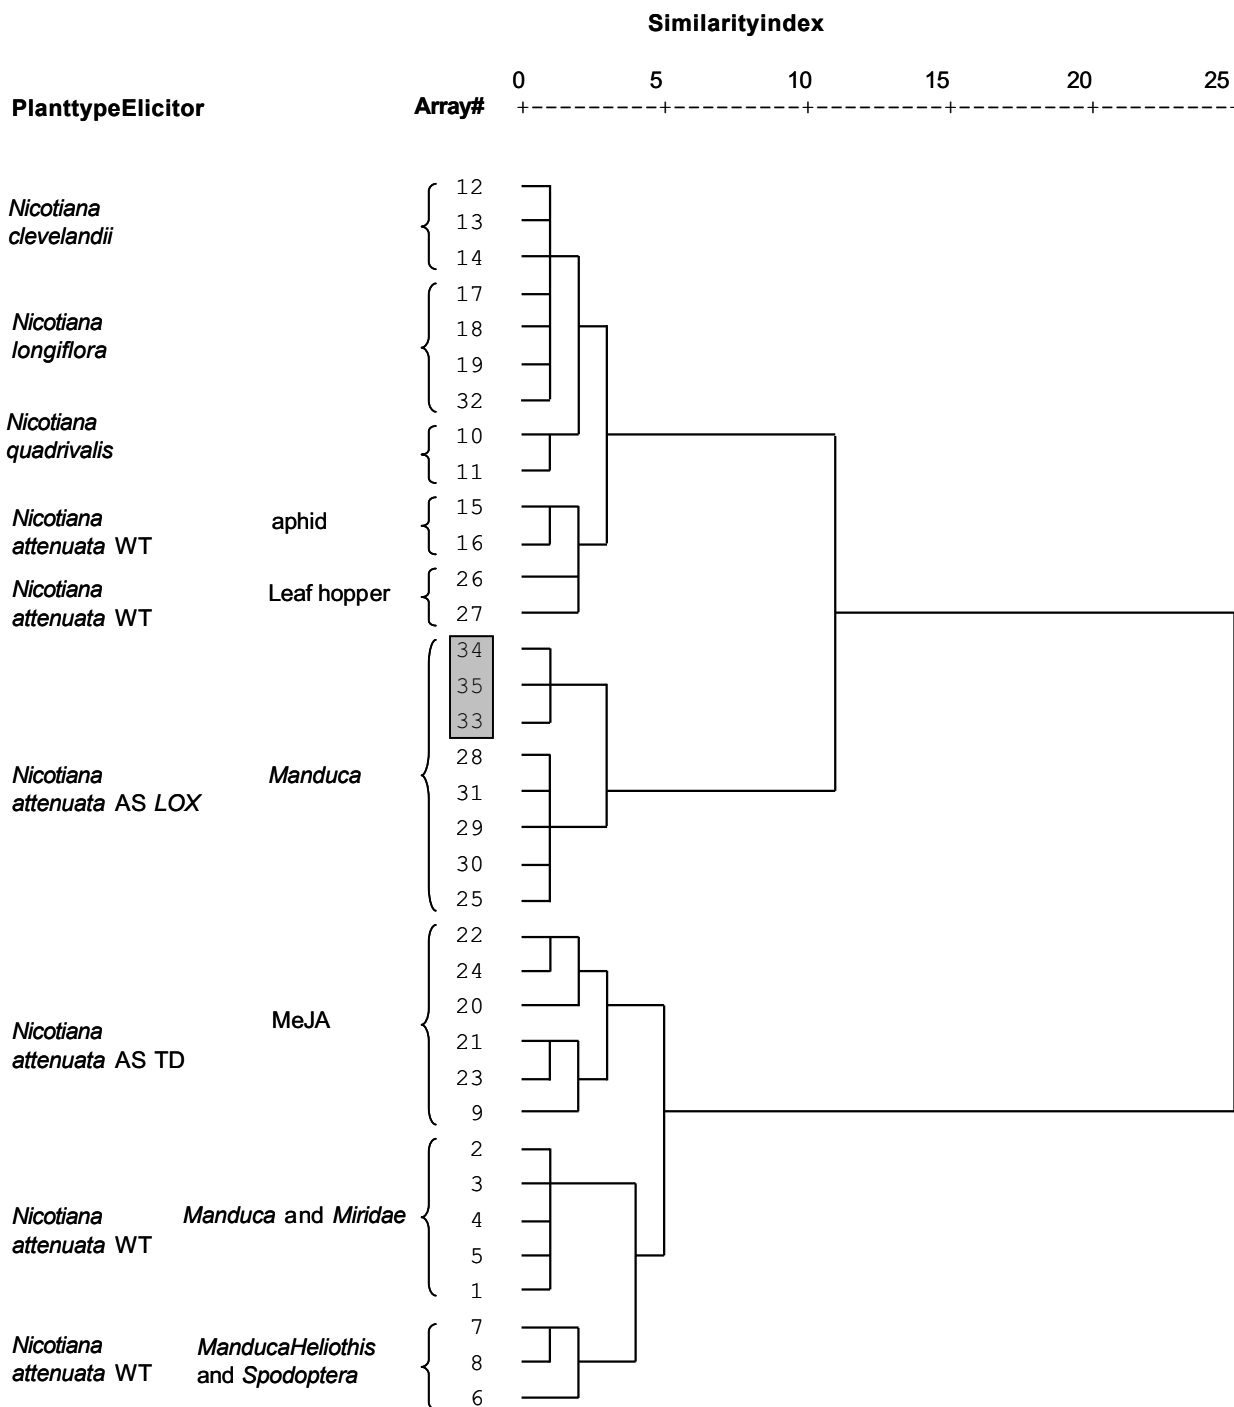 Similarityindex
0 5 10 15 20 25
PlanttypeElicitor Array#
12
Nicotiana
clevandii
13
14
17
Nicotiana
longiflora
18
19
32
Nicotiana
quadrivalis
10
11
15
Nicotiana
attenuata WT
aphid
16
26
Nicotiana
attenuata WT
Leaf hopper
27
34
35
33
28
Nicotiana
attenuata AS LOX
Manduca
31
29
30
25
22
24
20
MeJA
Nicotiana
attenuata AS TD
21
23
9
2
3
4
Nicotiana
attenuata WT
Manduca and Miridae
5
1
7
Nicotiana
attenuata WT
ManducaHeliothis
and Spodoptera
8
6